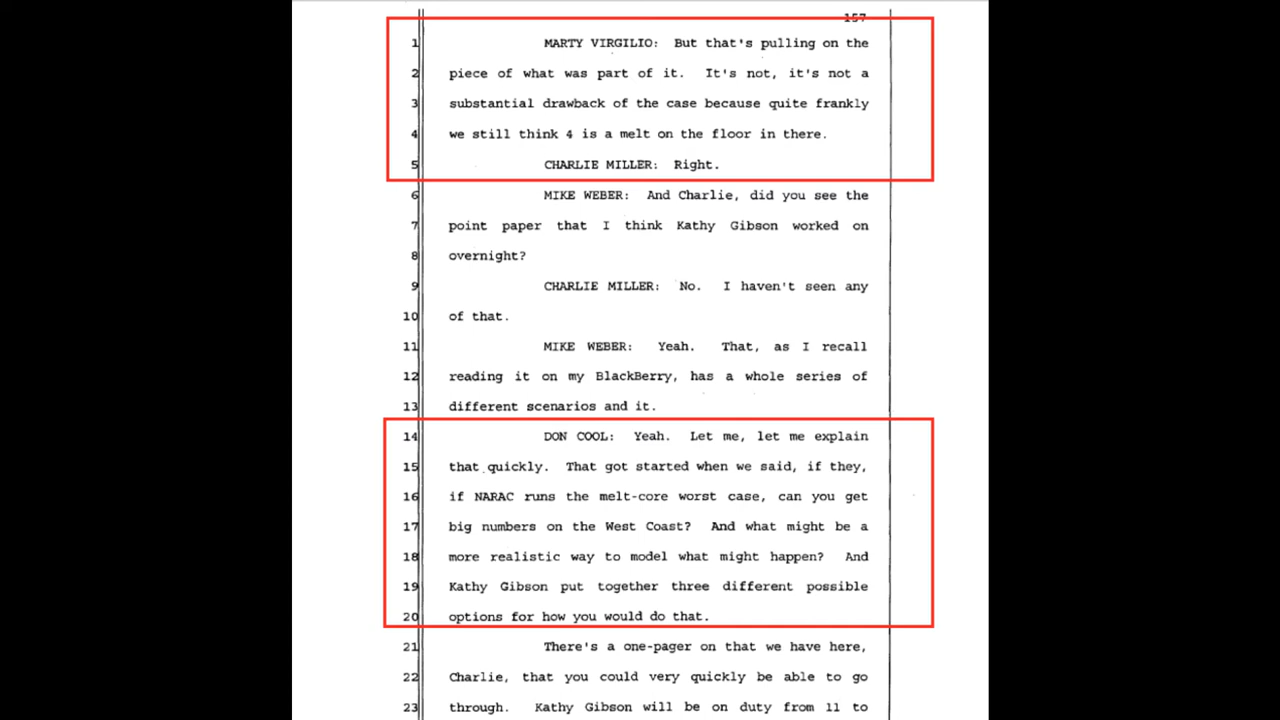 157
1 MARTY VIRGILIO: But that's pulling on the
2 piece of what was part of it. It's not, it's not a
3 substantial drawback of the case because quite frankly
4 we still think 4 is a melt on the floor in there.
5 CHARLIE MILLER: Right.
6 MIKE WEBER: And Charlie, did you see the
7 point paper that I think Kathy Gibson worked on
8 overnight?
9 CHARLIE MILLER: No. I haven't seen any
10 of that.
11 MIKE WEBER: Yeah. That, as I recall
12 reading it on my BlackBerry, has a whole series of
13 different scenarios and it.
14 DON COOL: Yeah. Let me, let me explain
15 that quickly. That got started when we said, if they,
16 if NARAC runs the melt-core worst case, can you get
17 big numbers on the West Coast? And what might be a
18 more realistic way to model what might happen? And
19 Kathy Gibson put together three different possible
20 options for how you would do that.
21 There's a one-pager on that we have here,
22 Charlie, that you could very quickly be able to go
23 through. Kathy Gibson will be on duty from 11 to